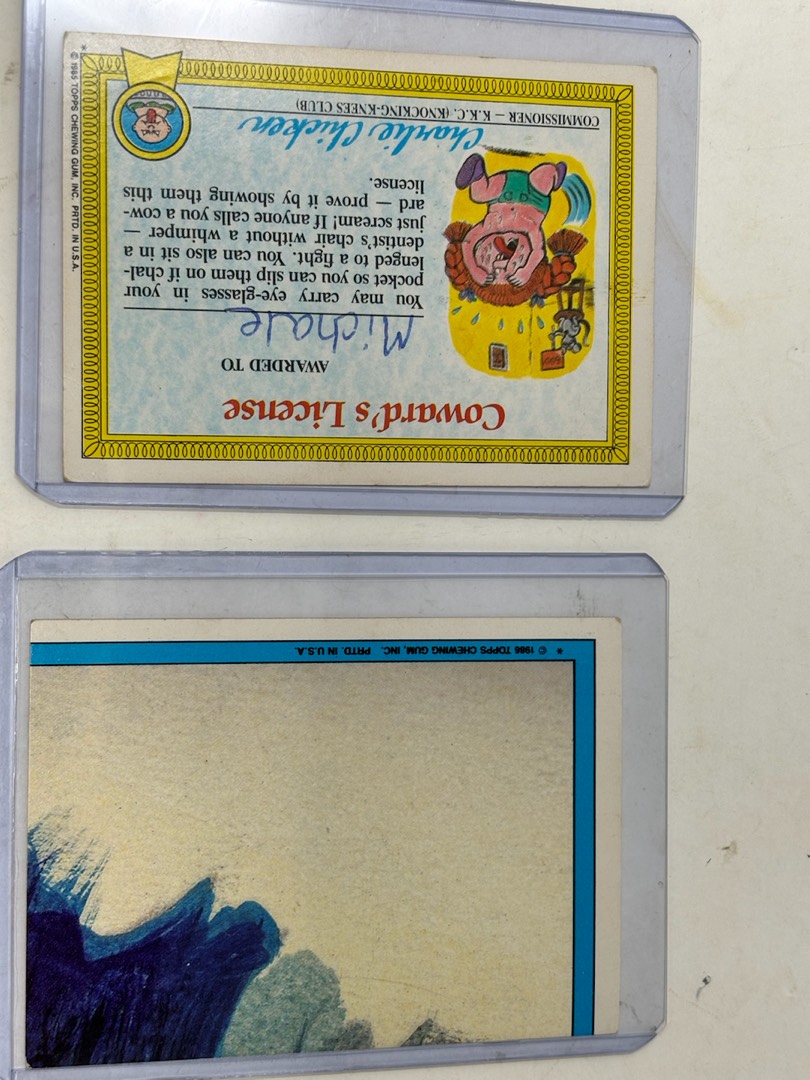 Coward's License
AWARDED TO
Michale
You may carry eye-glasses in your
pocket so you can slip them on if chal-
lenged to a fight. You can also sit in a
dentist's chair without a whimper —
just scream! If anyone calls you a cow-
ard — prove it by showing them this
license.
Charlie Chicken
COMMISSIONER — K.K.C. (KNOCKING-KNEES CLUB)
* © 1985 TOPPS CHEWING GUM, INC. PRTD. IN U.S.A.
* © 1986 TOPPS CHEWING GUM, INC. PRTD. IN U.S.A.